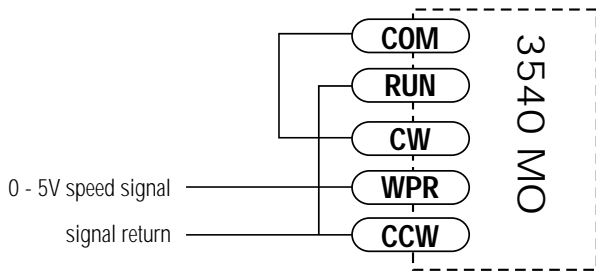 COM
RUN
CW
0 - 5V speed signal WPR
signal return CCW
3540 MO